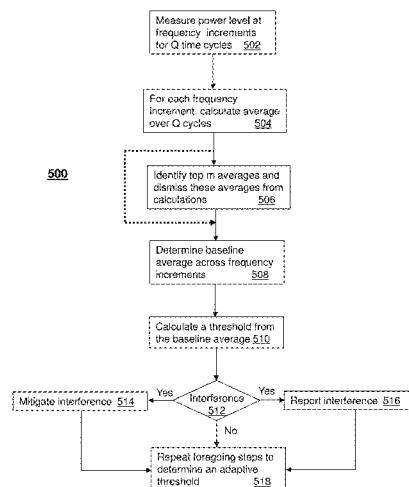 Measure power level at
frequency increments
for Q time cycles 502
For each frequency
increment, calculate average
over Q cycles 504
500
Identify top m averages and
dismiss these averages from
calculations 506
Determine baseline
average across frequency
increments 508
Calculate a threshold from
the baseline average 510
Interference
512
Yes
Yes
Mitigate interference 514
Report interference 516
No
Repeat foregoing steps to
determine an adaptive
threshold
518